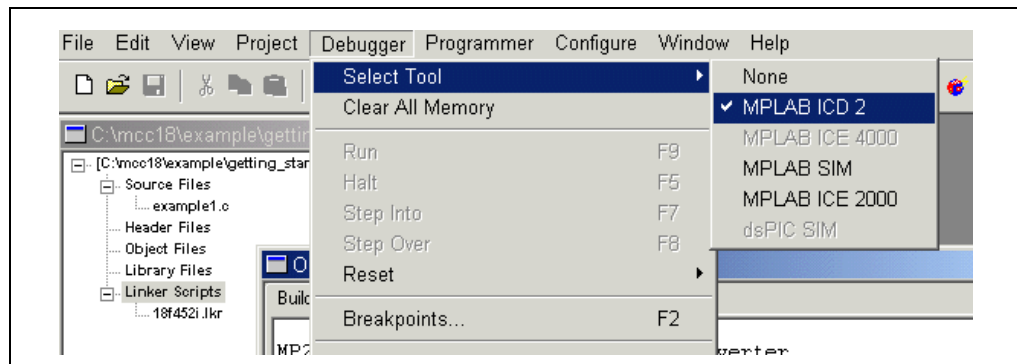 File Edit View Project Debugger Programmer Configure Window Help
Select Tool
Clear All Memory
Run F9
Halt F5
Step Into F7
Step Over F8
Reset
Breakpoints... F2
None
MPLAB ICD 2
MPLAB ICE 4000
MPLAB SIM
MPLAB ICE 2000
dsPIC SIM
C:\mcc18\example\gettin
[C:\mcc18\example\getting_star
Source Files
example1.c
Header Files
Object Files
Library Files
Linker Scripts
18f452i.lkr
O
Build
MP2
verter